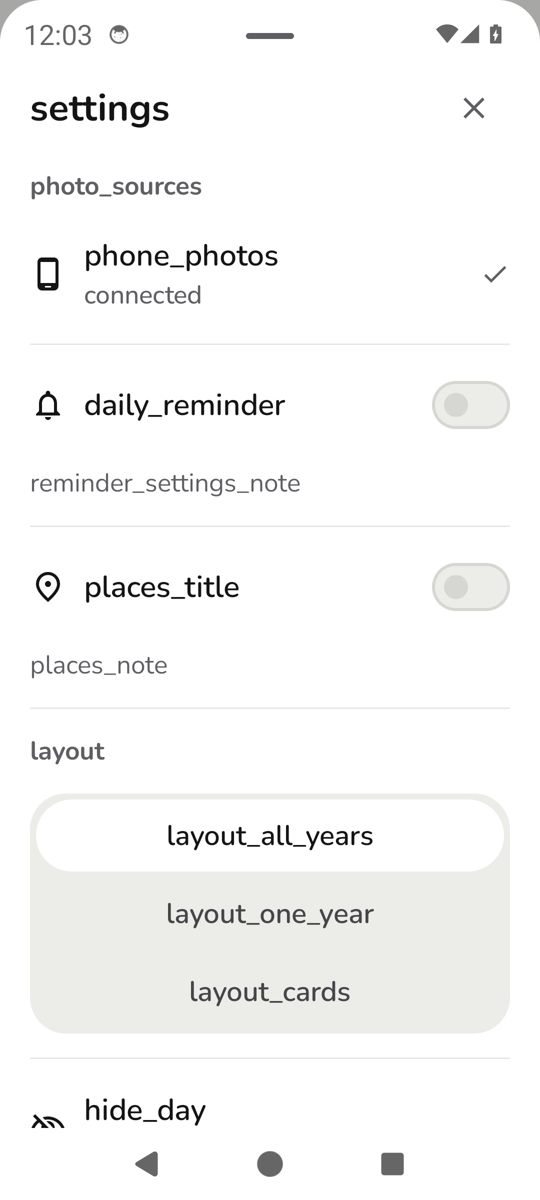 12:03
settings
photo_sources
phone_photos
connected
daily_reminder
reminder_settings_note
places_title
places_note
layout
layout_all_years
layout_one_year
layout_cards
hide_day